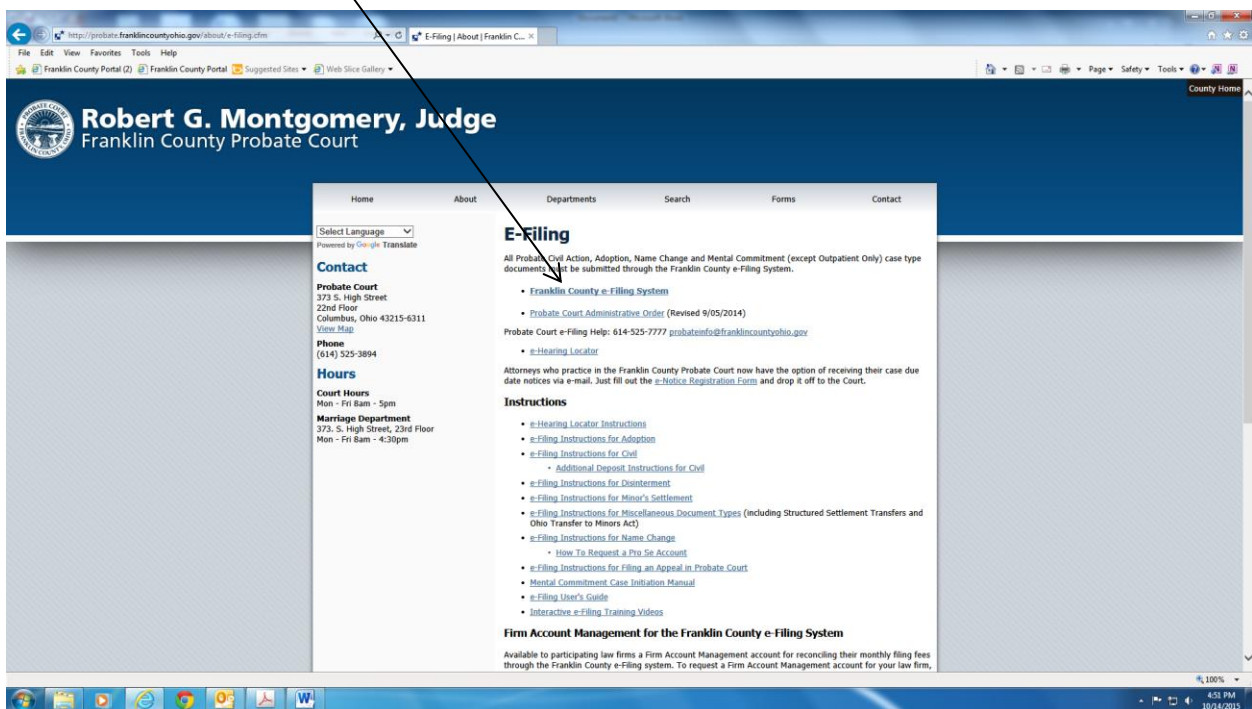 http://probate.franklincountyohio.gov/about/e-filing.cfm
E-Filing | About | Franklin C...
File Edit View Favorites Tools Help
Franklin County Portal (2) Franklin County Portal Suggested Sites Web Slice Gallery
Page Safety Tools
County Home
Robert G. Montgomery, Judge
Franklin County Probate Court
Home About Departments Search Forms Contact
Select Language
Powered by Google Translate
Contact
Probate Court
373 S. High Street
22nd Floor
Columbus, Ohio 43215-6311
View Map
Phone
(614) 525-3894
Hours
Court Hours
Mon - Fri 8am - 5pm
Marriage Department
373. S. High Street, 23rd Floor
Mon - Fri 8am - 4:30pm
E-Filing
All Probate Civil Action, Adoption, Name Change and Mental Commitment (except Outpatient Only) case type
documents must be submitted through the Franklin County e-Filing System.
• Franklin County e-Filing System
• Probate Court Administrative Order (Revised 9/05/2014)
Probate Court e-Filing Help: 614-525-7777 probateinfo@franklincountyohio.gov
• e-Hearing Locator
Attorneys who practice in the Franklin County Probate Court now have the option of receiving their case due
date notices via e-mail. Just fill out the e-Notice Registration Form and drop it off to the Court.
Instructions
• e-Hearing Locator Instructions
• e-Filing Instructions for Adoption
• e-Filing Instructions for Civil
• Additional Deposit Instructions for Civil
• e-Filing Instructions for Disinterment
• e-Filing Instructions for Minor's Settlement
• e-Filing Instructions for Miscellaneous Document Types (including Structured Settlement Transfers and
Ohio Transfer to Minors Act)
• e-Filing Instructions for Name Change
• How To Request a Pro Se Account
• e-Filing Instructions for Filing an Appeal in Probate Court
• Mental Commitment Case Initiation Manual
• e-Filing User's Guide
• Interactive e-Filing Training Videos
Firm Account Management for the Franklin County e-Filing System
Available to participating law firms a Firm Account Management account for reconciling their monthly filing fees
through the Franklin County e-Filing system. To request a Firm Account Management account for your law firm,
100%
4:51 PM
10/14/2015